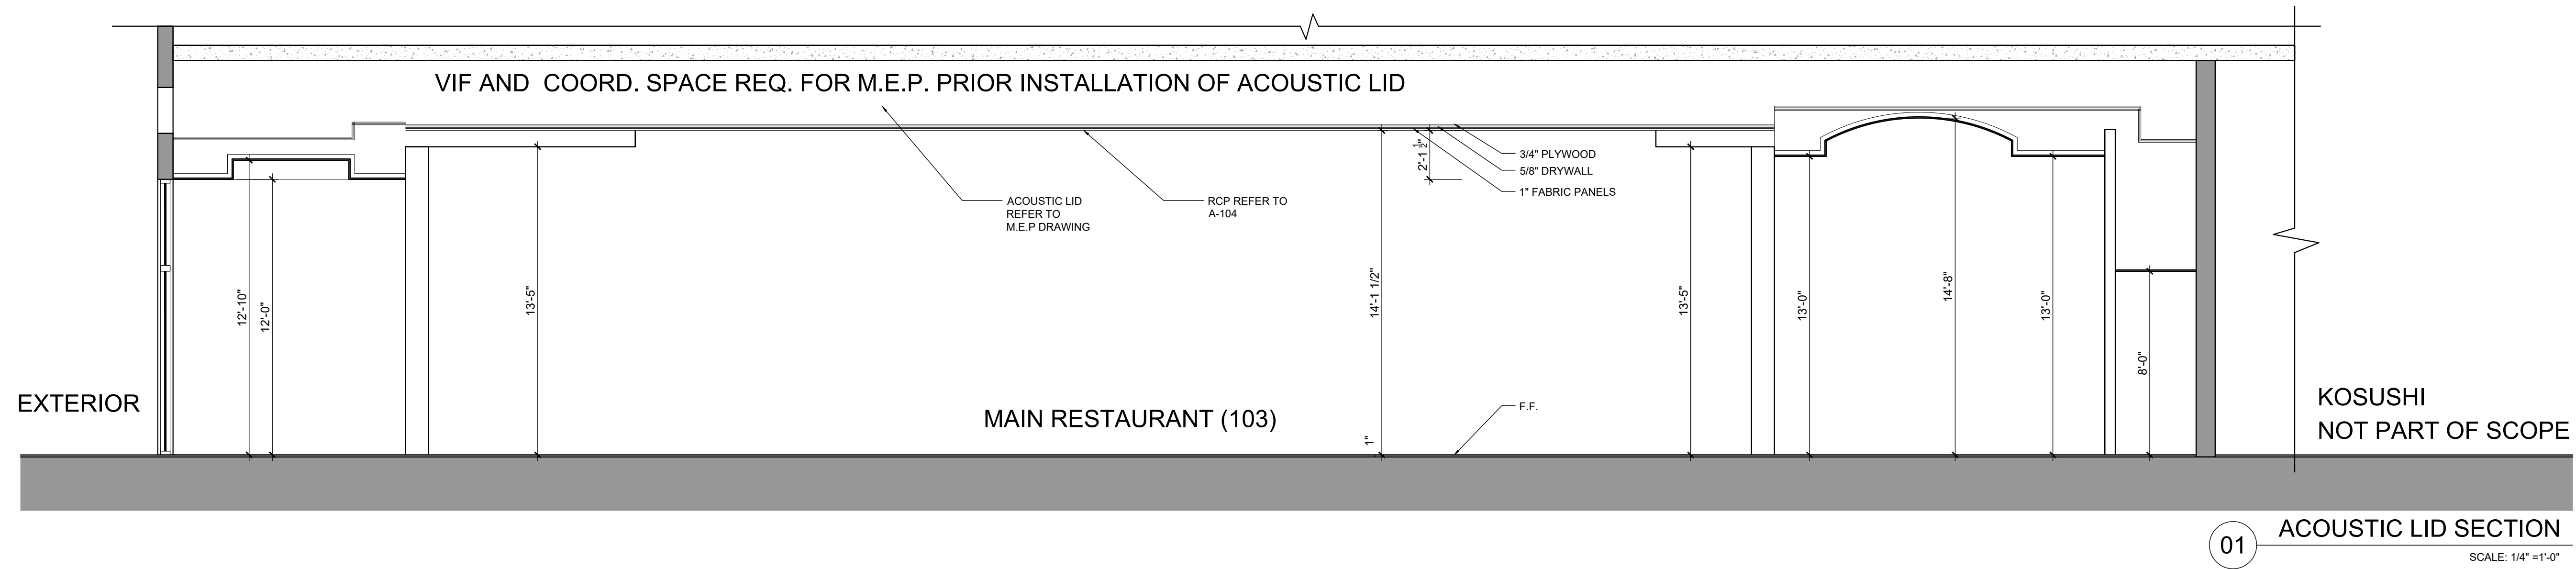 VIF AND  COORD. SPACE REQ. FOR M.E.P. PRIOR INSTALLATION OF ACOUSTIC LID
3/4" PLYWOOD
5/8" DRYWALL
1" FABRIC PANELS
2'-1 1/2"
ACOUSTIC LID
REFER TO
M.E.P DRAWING
RCP REFER TO
A-104
12'-10"
12'-0"
13'-5"
14'-1 1/2"
1"
13'-5"
13'-0"
14'-8"
13'-0"
8'-0"
EXTERIOR
MAIN RESTAURANT (103)
F.F.
KOSUSHI
NOT PART OF SCOPE
01
ACOUSTIC LID SECTION
SCALE: 1/4" =1'-0"